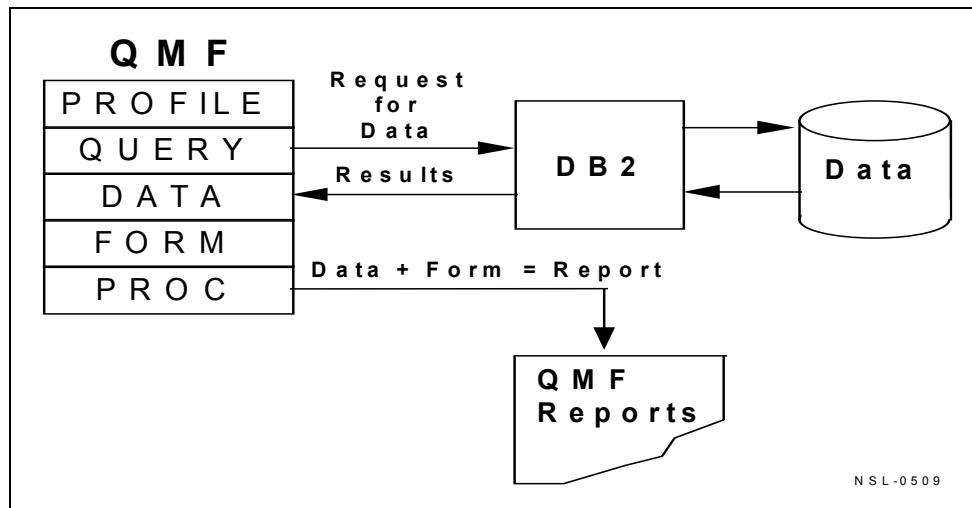 QMF
PROFILE
QUERY
DATA
FORM
PROC
Request
for
Data
Results
DB2
Data
Data + Form = Report
QMF
Reports
NSL-0509